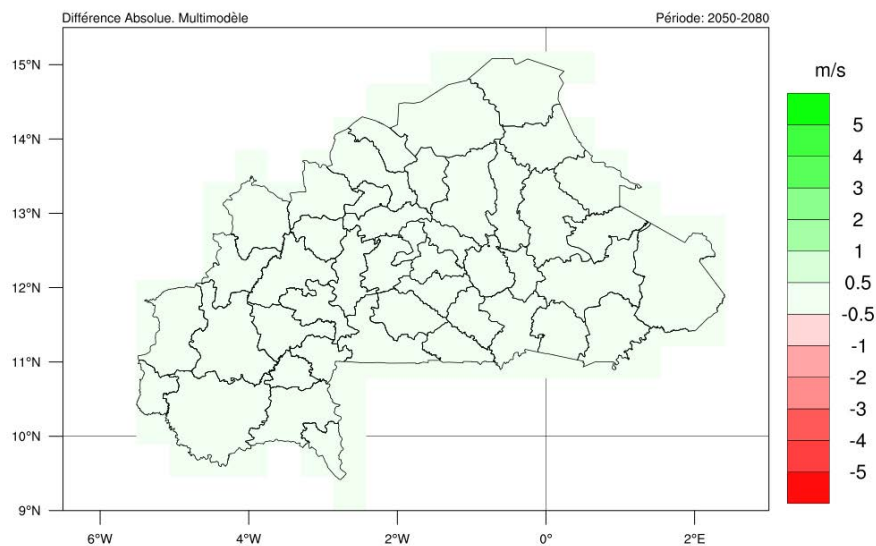 Différence Absolue. Multimodèle
Période: 2050-2080
m/s
15°N
14°N
13°N
12°N
11°N
10°N
9°N
6°W
4°W
2°W
0°
2°E
5
4
3
2
1
0.5
-0.5
-1
-2
-3
-4
-5